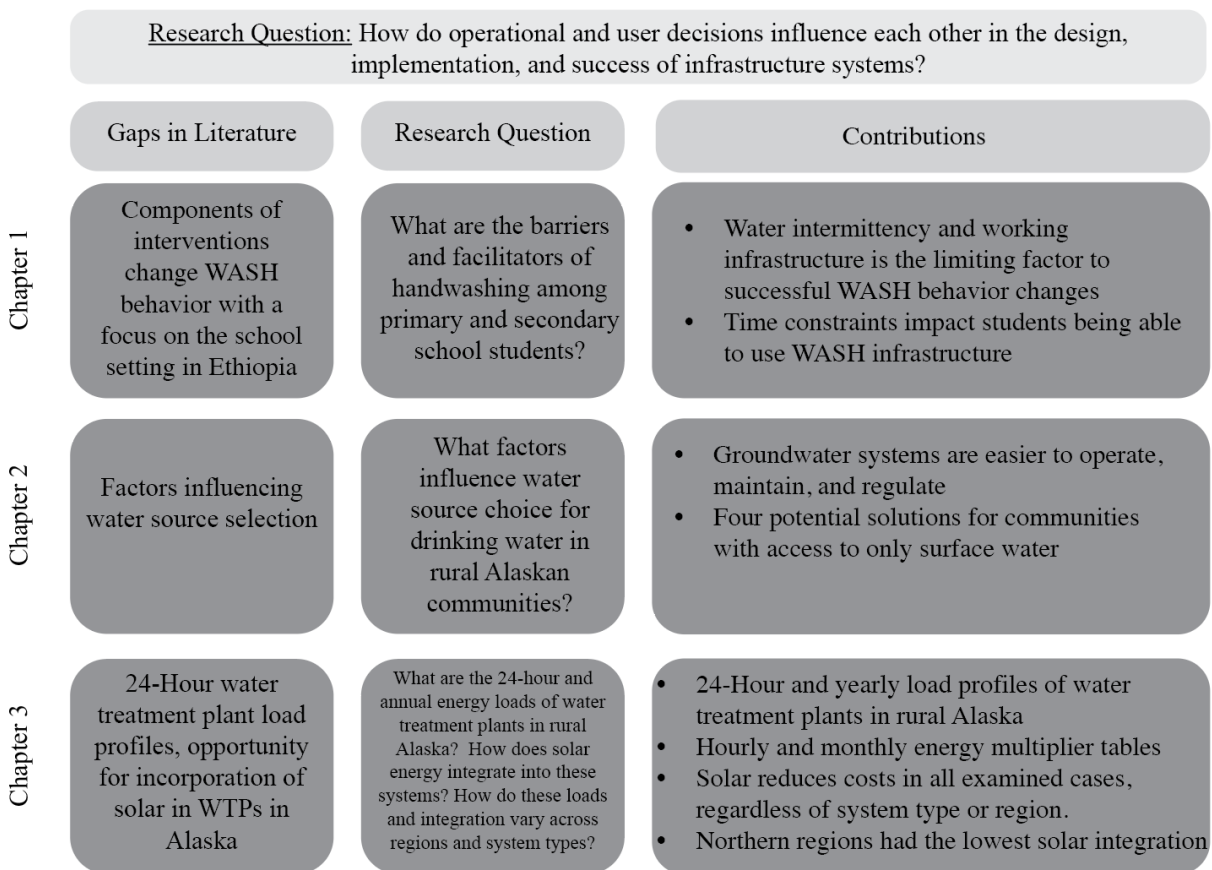 Research Question: How do operational and user decisions influence each other in the design,
implementation, and success of infrastructure systems?
Gaps in Literature
Research Question
Contributions
Chapter 1
Components of
interventions
change WASH
behavior with a
focus on the school
setting in Ethiopia
What are the barriers
and facilitators of
handwashing among
primary and secondary
school students?
• Water intermittency and working
infrastructure is the limiting factor to
successful WASH behavior changes
• Time constraints impact students being able
to use WASH infrastructure
Chapter 2
Factors influencing
water source selection
What factors
influence water
source choice for
drinking water in
rural Alaskan
communities?
• Groundwater systems are easier to operate,
maintain, and regulate
• Four potential solutions for communities
with access to only surface water
Chapter 3
24-Hour water
treatment plant load
profiles, opportunity
for incorporation of
solar in WTPs in
Alaska
What are the 24-hour and
annual energy loads of water
treatment plants in rural
Alaska? How does solar
energy integrate into these
systems? How do these loads
and integration vary across
regions and system types?
• 24-Hour and yearly load profiles of water
treatment plants in rural Alaska
• Hourly and monthly energy multiplier tables
• Solar reduces costs in all examined cases,
regardless of system type or region.
• Northern regions had the lowest solar integration